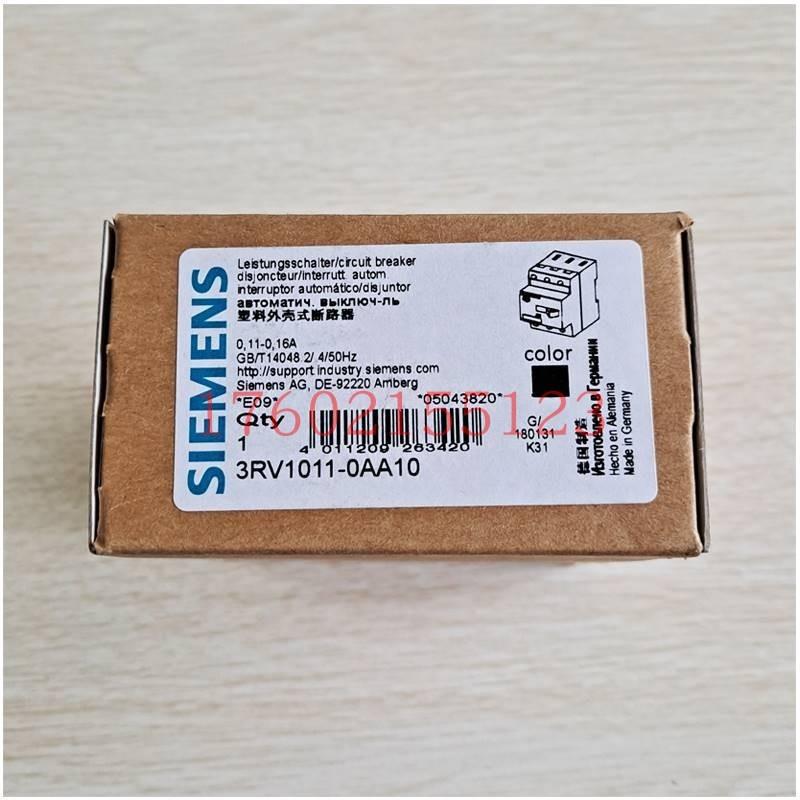 SIEMENS
Leistungsschalter/circuit breaker
disjoncteur/interrutt. autom.
interruptor automático/disjuntor
автоматич. выключ-ль
塑料外壳式断路器
0,11-0,16A
GB/T14048.2/.4/50Hz
http://support.industry.siemens.com
Siemens AG, DE-92220 Amberg
*E09*
*05043820*
Qty
1
4 011209 263420
3RV1011-0AA10
color
G/
180131
K31
德国制造
Изготовлено в Германии
Hecho en Alemania
Made in Germany
17602155123